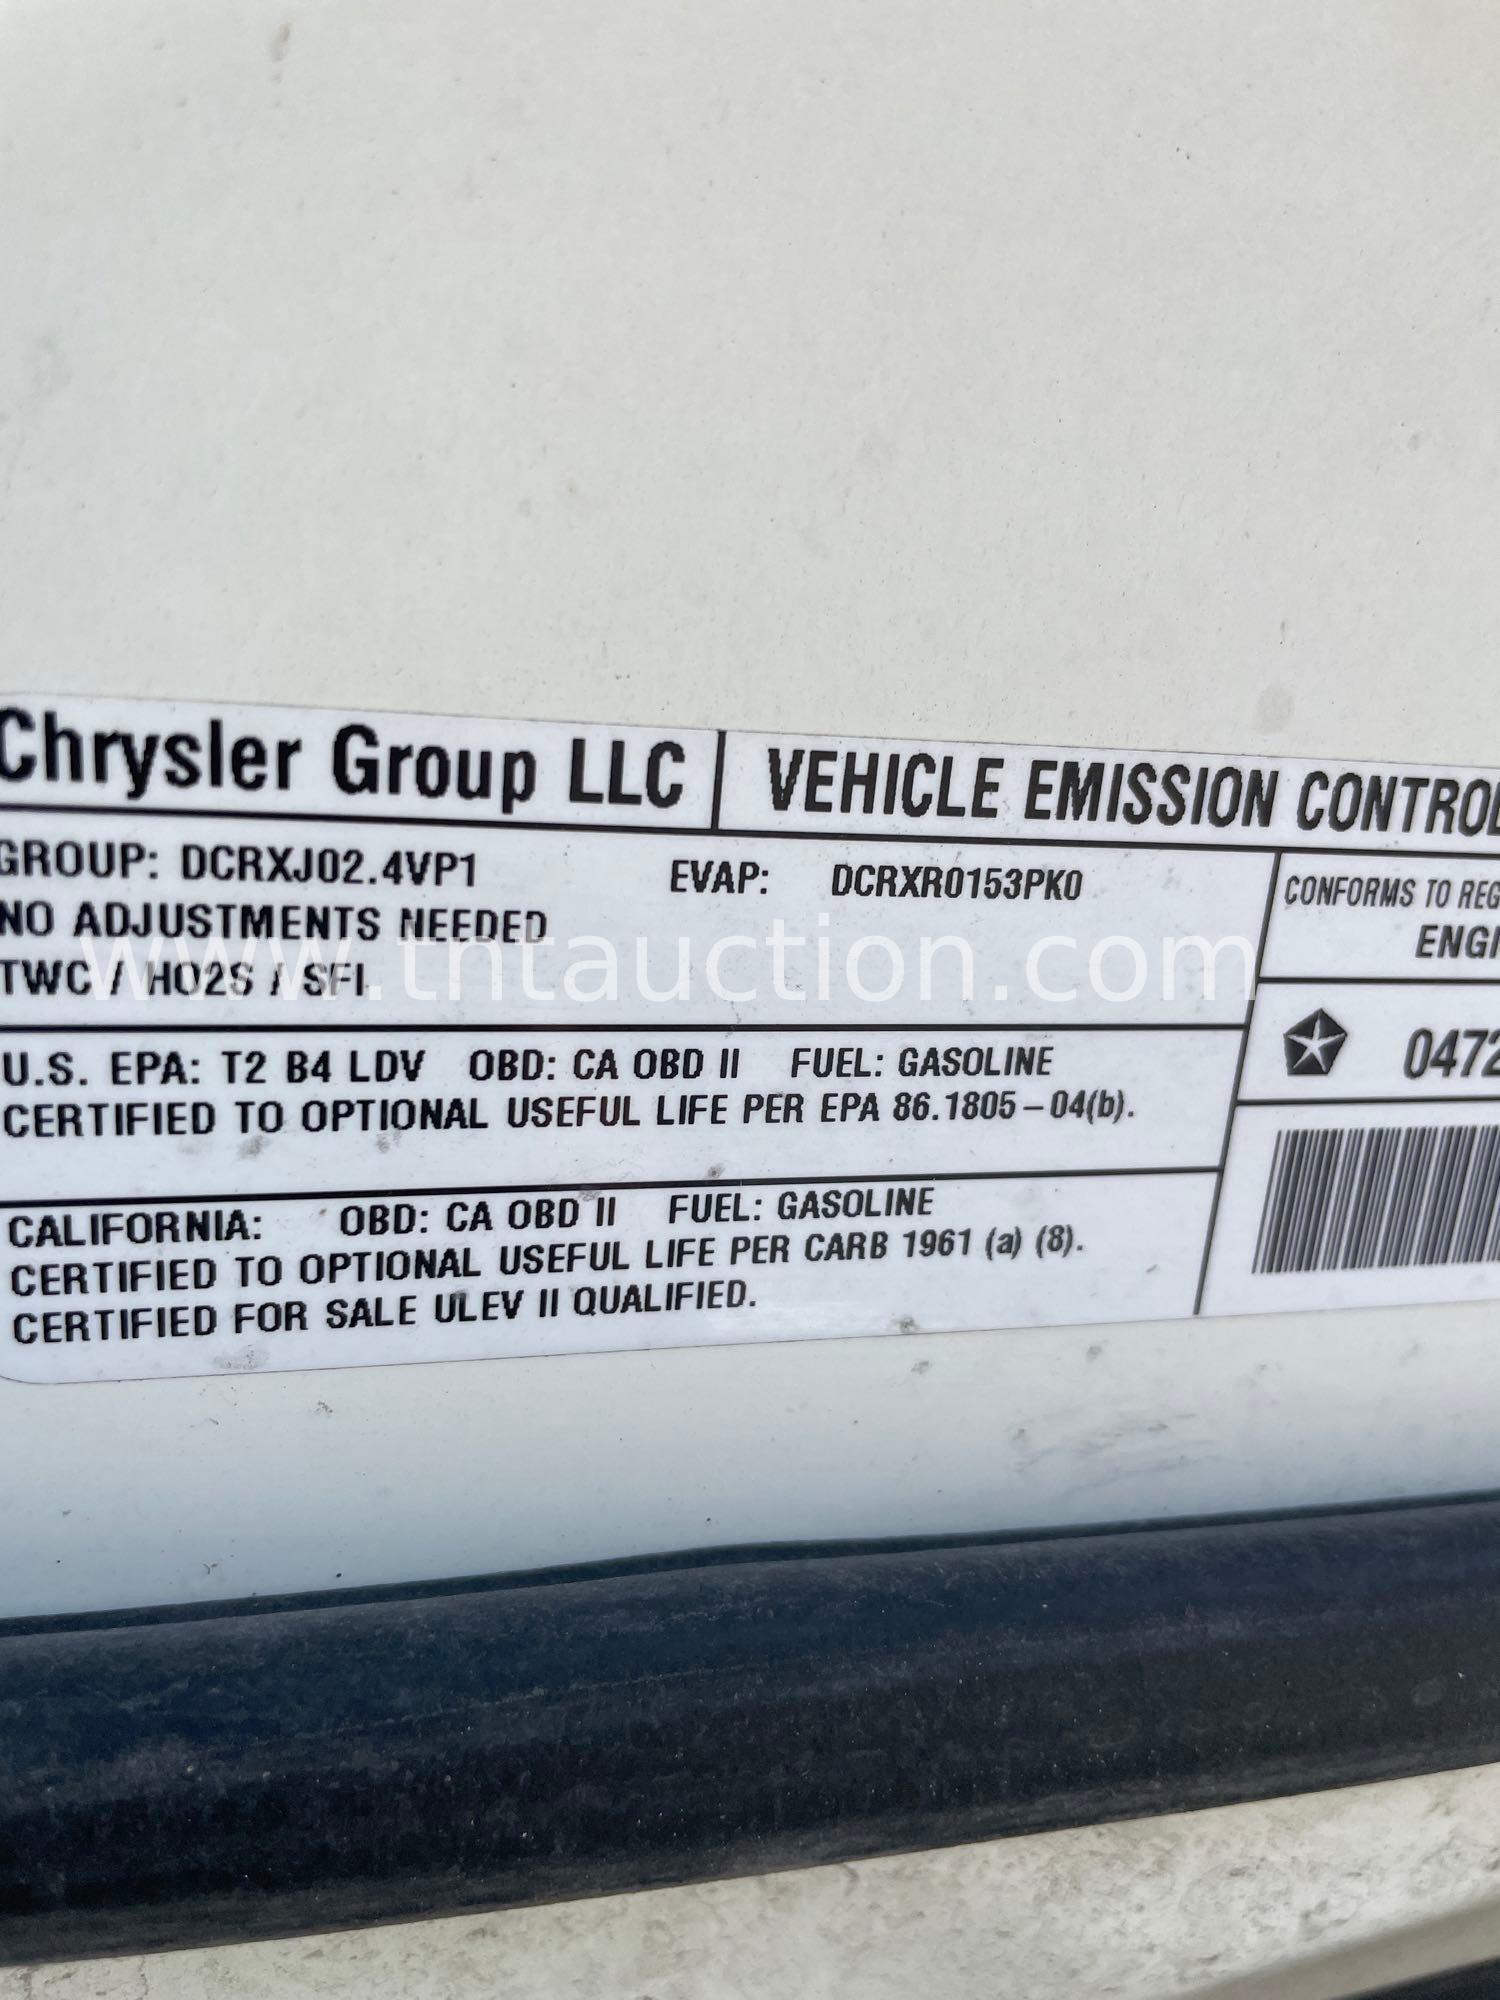 Chrysler Group LLC VEHICLE EMISSION CONTROL
GROUP: DCRXJ02.4VP1 EVAP: DCRXR0153PK0
NO ADJUSTMENTS NEEDED
TWC / HO2S / SFI
CONFORMS TO REG
ENGI
www.tntauction.com
U.S. EPA: T2 B4 LDV OBD: CA OBD II FUEL: GASOLINE
CERTIFIED TO OPTIONAL USEFUL LIFE PER EPA 86.1805-04(b).
0472
CALIFORNIA: OBD: CA OBD II FUEL: GASOLINE
CERTIFIED TO OPTIONAL USEFUL LIFE PER CARB 1961 (a) (8).
CERTIFIED FOR SALE ULEV II QUALIFIED.